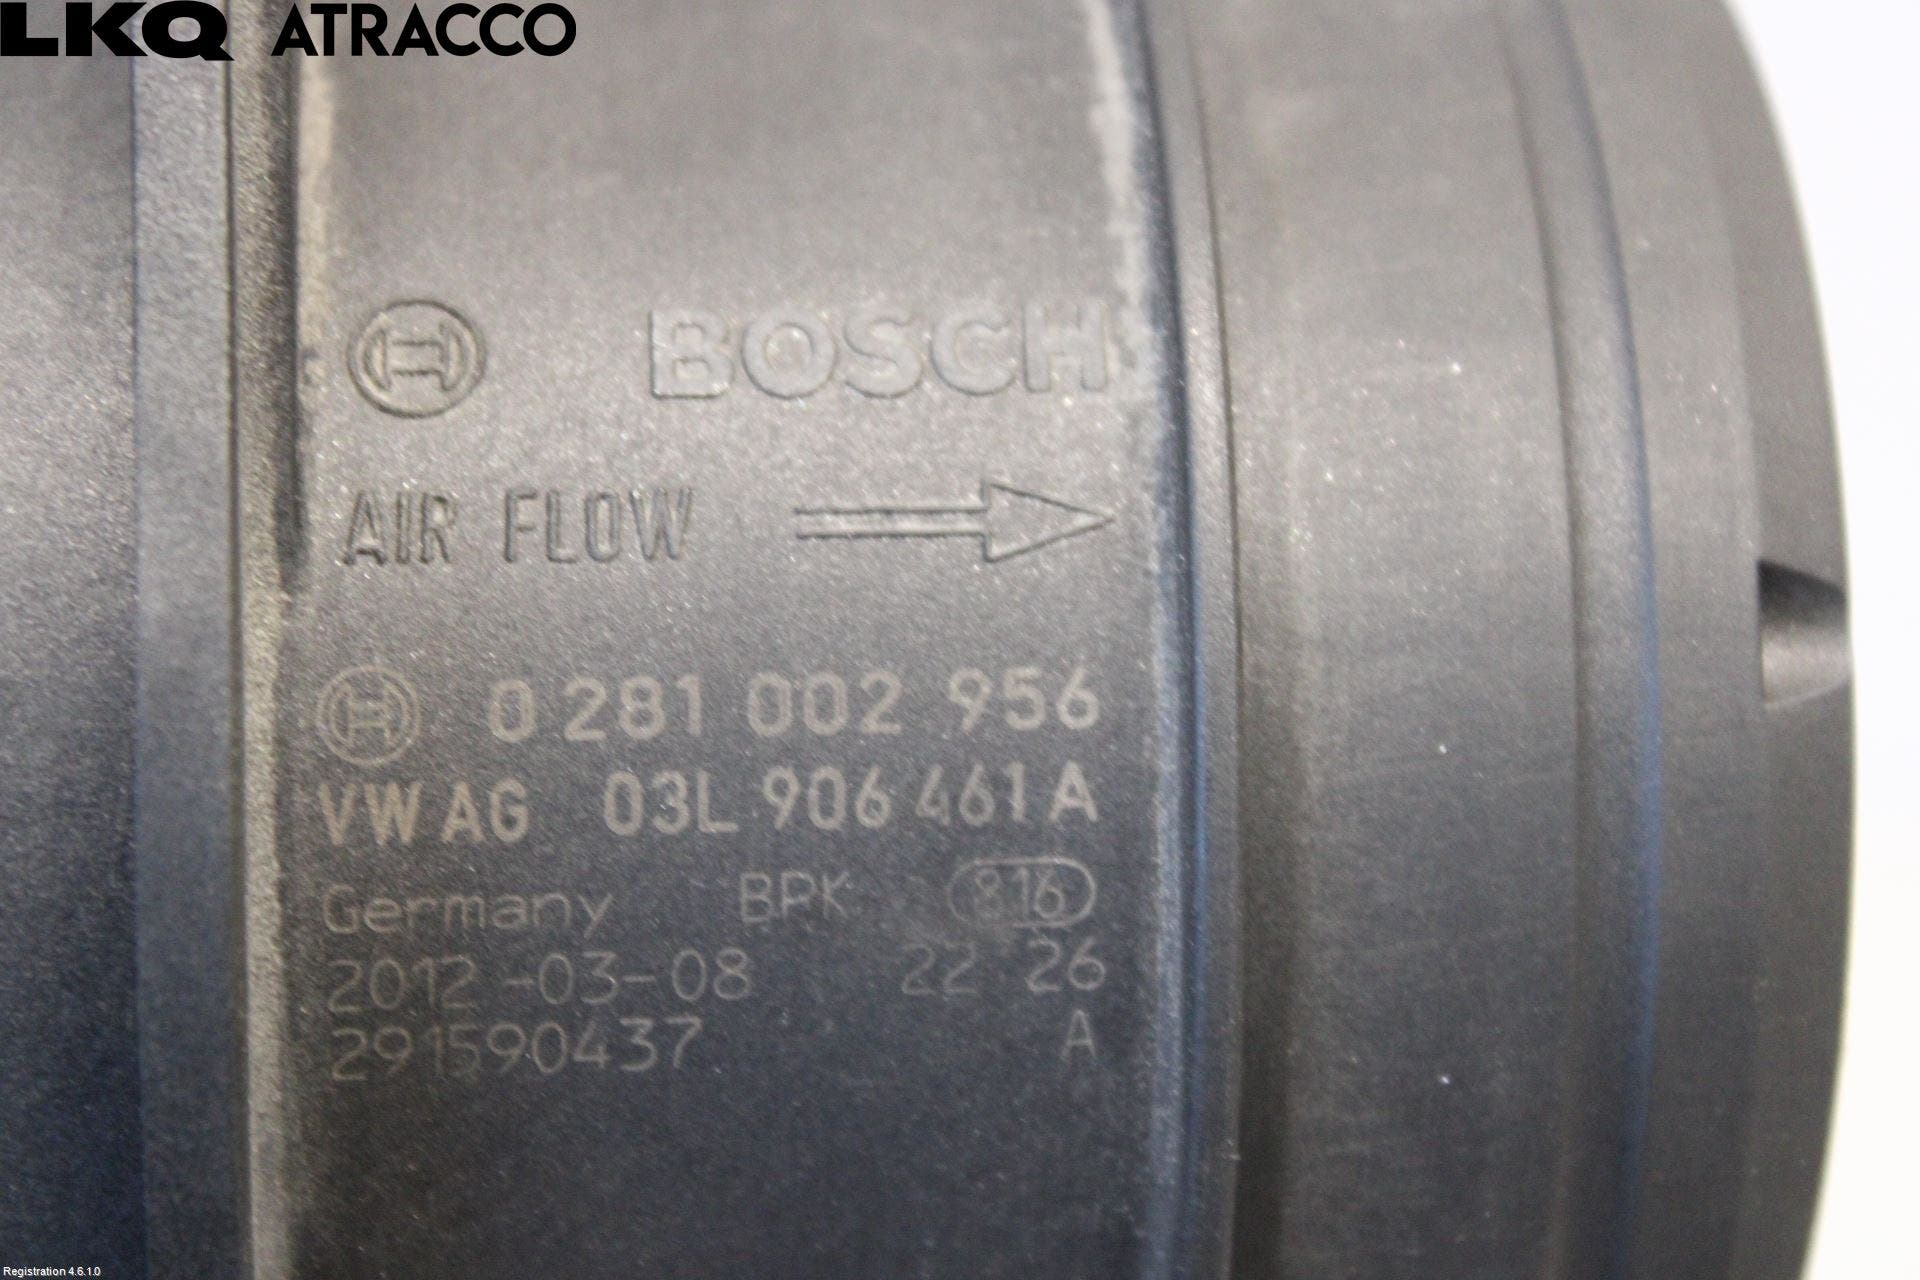 LKQ ATRACCO
BOSCH
AIR FLOW
0 281 002 956
VW AG 03L 906 461 A
Germany BPK 816
2012-03-08 22 26
291590437 A
Registration 4.6.1.0